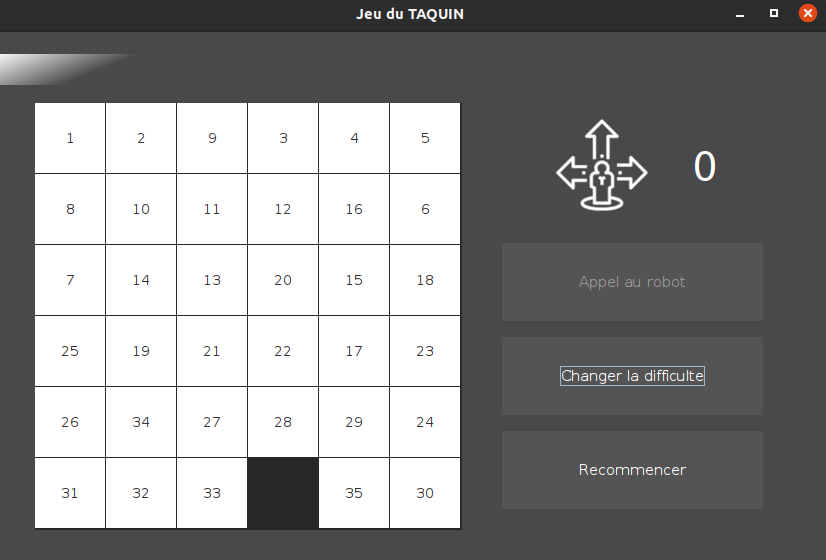 Jeu du TAQUIN
1 2 9 3 4 5
0
8 10 11 12 16 6
7 14 13 20 15 18
Appel au robot
25 19 21 22 17 23
Changer la difficulte
26 34 27 28 29 24
Recommencer
31 32 33 35 30